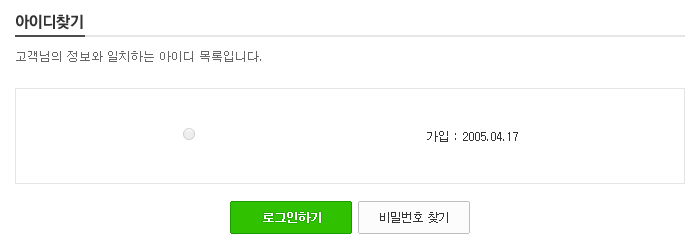 아이디찾기
고객님의 정보와 일치하는 아이디 목록입니다.
가입 : 2005.04.17
로그인하기 비밀번호 찾기